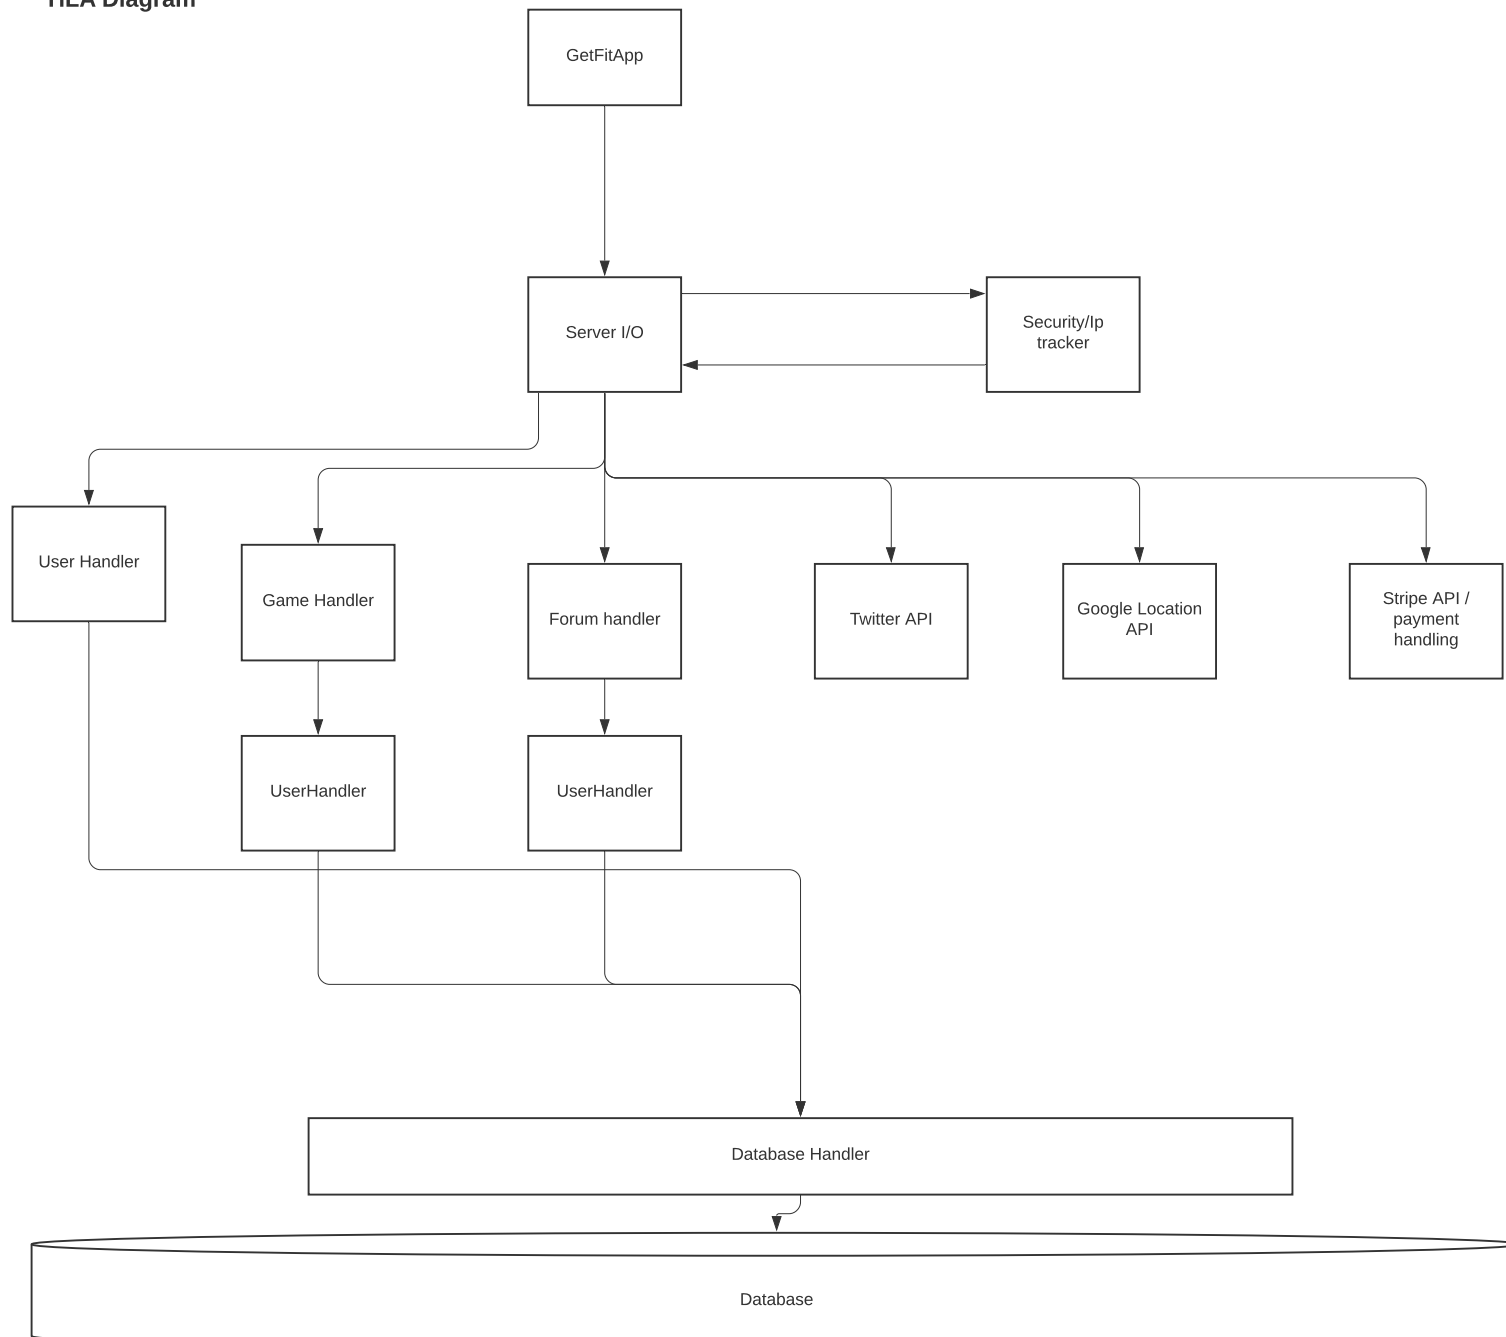 GetFitApp
Server I/O
Security/Ip
tracker
User Handler
Game Handler
Forum handler
Twitter API
Google Location
API
Stripe API /
payment
handling
UserHandler
UserHandler
Database Handler
Database